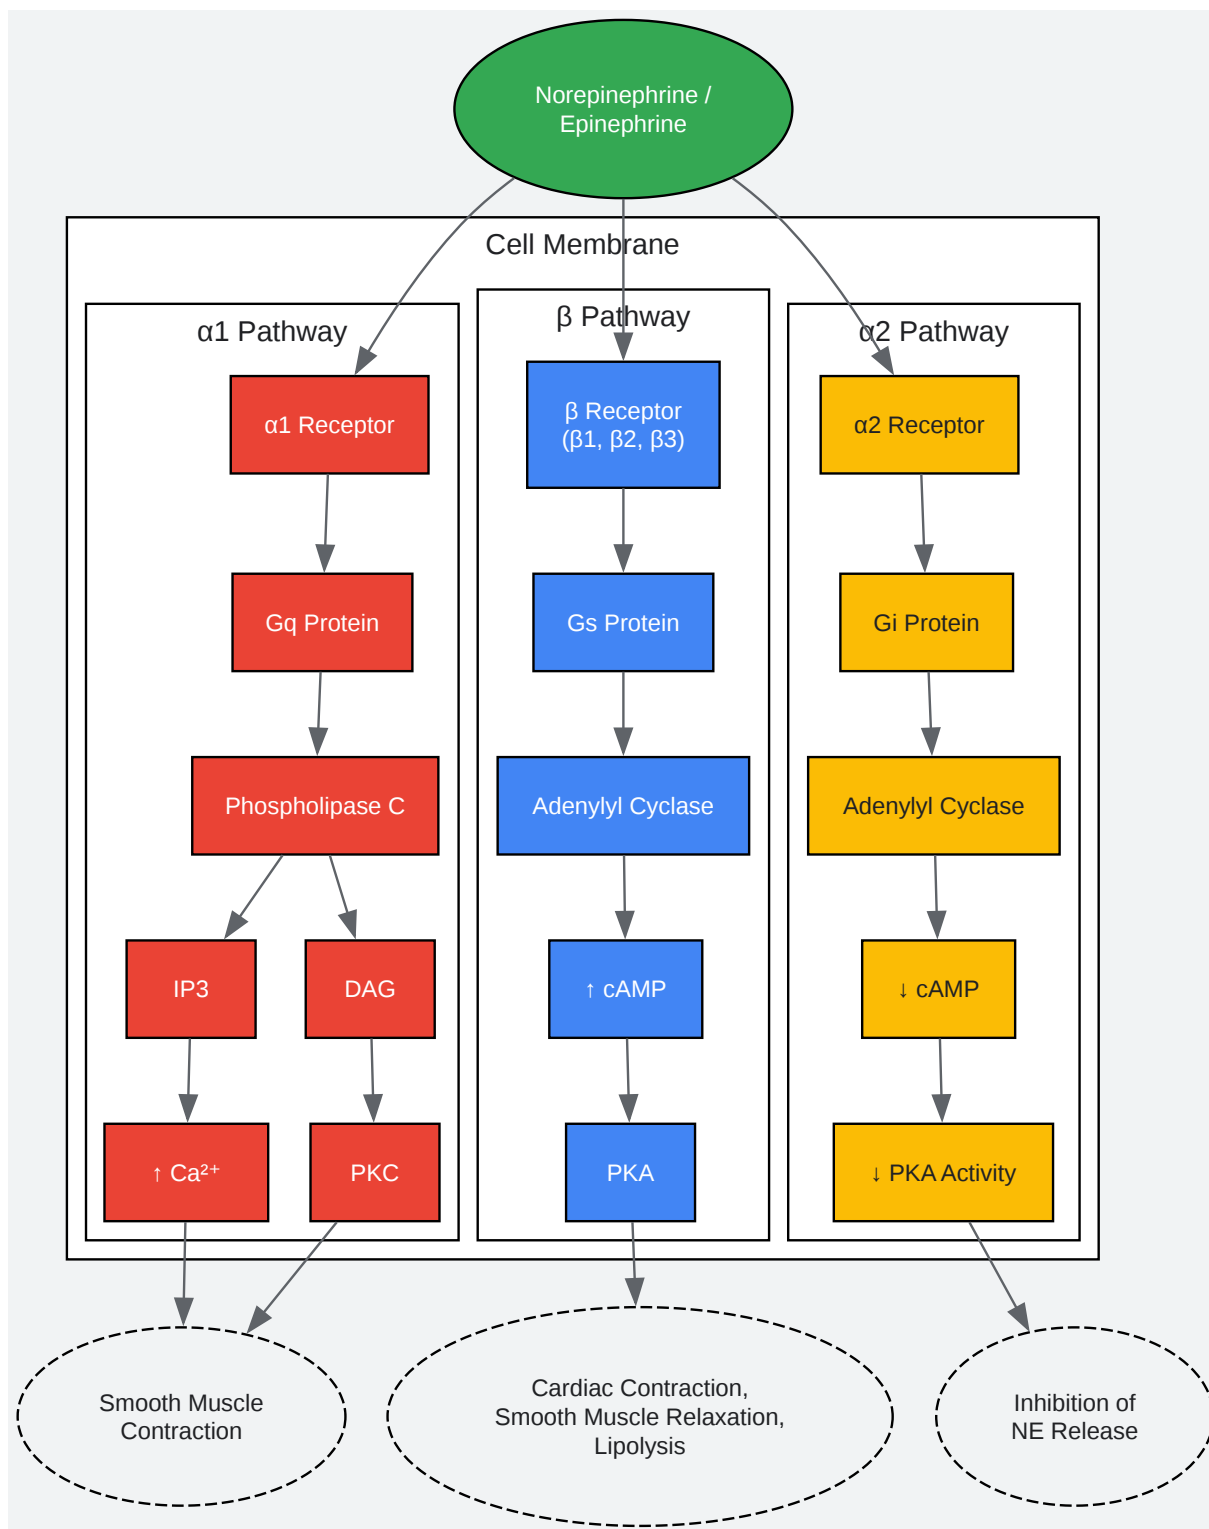 Norepinephrine /
Epinephrine
Cell Membrane
α1 Pathway
β Pathway
α2 Pathway
α1 Receptor
β Receptor
(β1, β2, β3)
α2 Receptor
Gq Protein
Gs Protein
Gi Protein
Phospholipase C
Adenylyl Cyclase
Adenylyl Cyclase
IP3
DAG
↑ cAMP
↓ cAMP
↑ Ca²⁺
PKC
PKA
↓ PKA Activity
Smooth Muscle
Contraction
Cardiac Contraction,
Smooth Muscle Relaxation,
Lipolysis
Inhibition of
NE Release